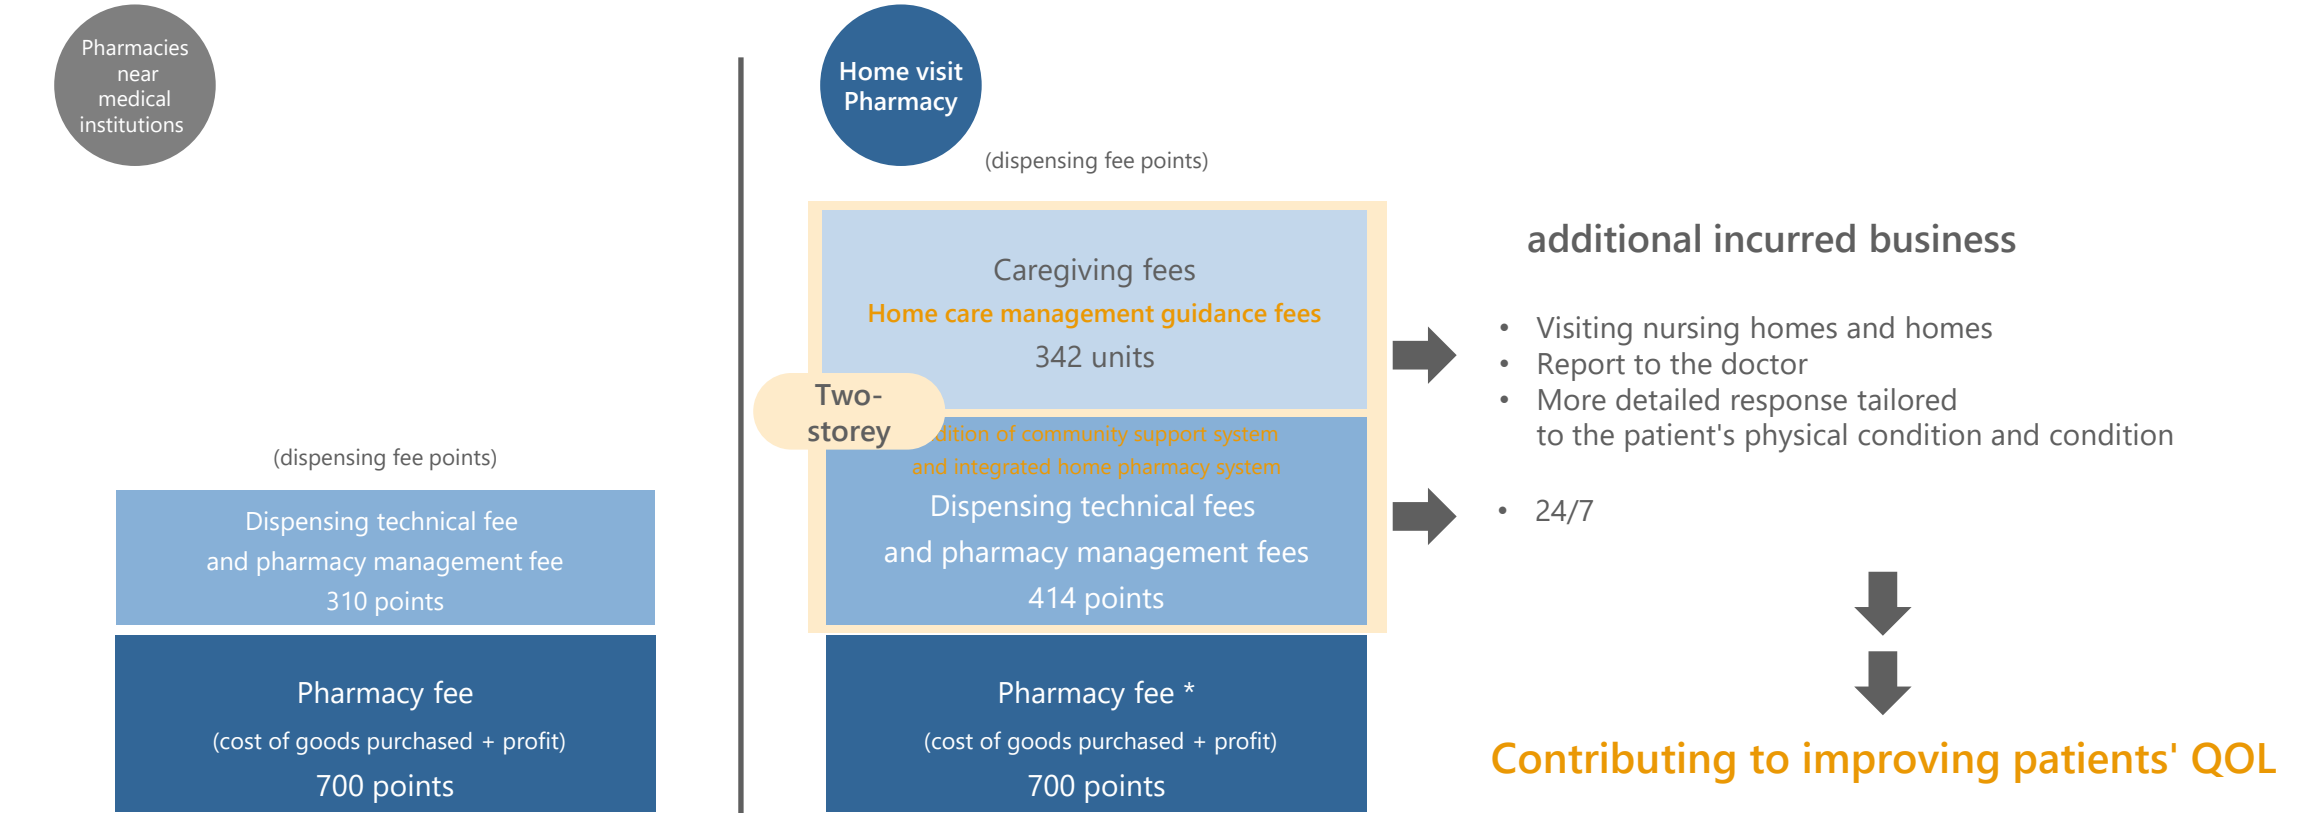 Pharmacies
near
medical
institutions
(dispensing fee points)
Dispensing technical fee
and pharmacy management fee
310 points
Pharmacy fee
(cost of goods purchased + profit)
700 points
Home visit
Pharmacy
(dispensing fee points)
Caregiving fees
Home care management guidance fees
342 units
Two-
storey
of community support system
and integrated home pharmacy system
Dispensing technical fees
and pharmacy management fees
414 points
Pharmacy fee *
(cost of goods purchased + profit)
700 points
additional incurred business
• Visiting nursing homes and homes
• Report to the doctor
• More detailed response tailored
to the patient's physical condition and condition
• 24/7
Contributing to improving patients' QOL